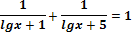 1/(lgx + 1) + 1/(lgx + 5) = 1